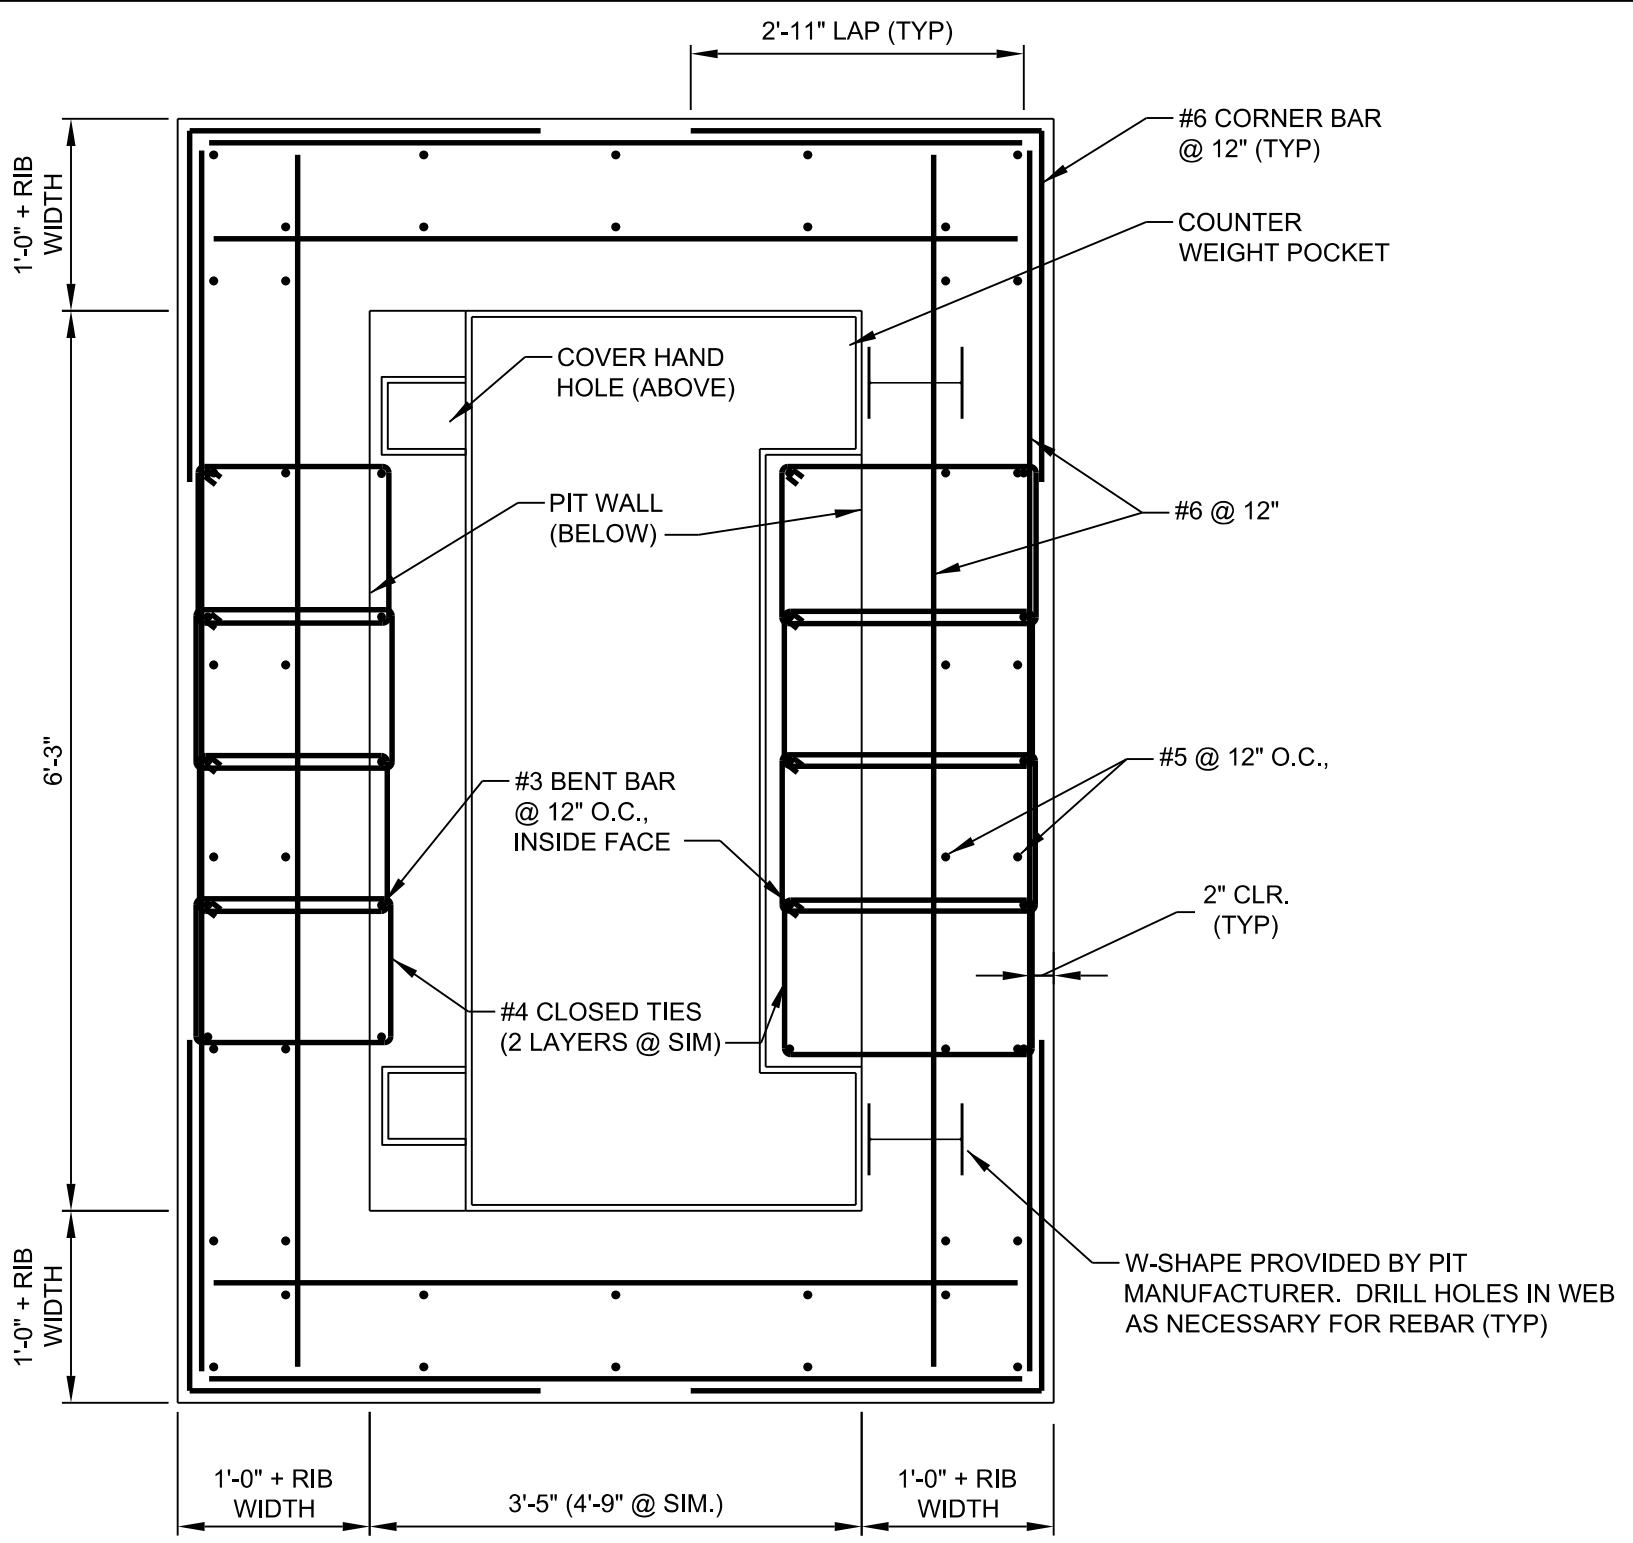 2'-11" LAP (TYP)
#6 CORNER BAR
@ 12" (TYP)
1'-0" + RIB
WIDTH
COUNTER
WEIGHT POCKET
COVER HAND
HOLE (ABOVE)
PIT WALL
(BELOW)
#6 @ 12"
6'-3"
#5 @ 12" O.C.,
#3 BENT BAR
@ 12" O.C.,
INSIDE FACE
2" CLR.
(TYP)
#4 CLOSED TIES
(2 LAYERS @ SIM)
1'-0" + RIB
WIDTH
W-SHAPE PROVIDED BY PIT
MANUFACTURER.  DRILL HOLES IN WEB
AS NECESSARY FOR REBAR (TYP)
1'-0" + RIB
WIDTH
3'-5" (4'-9" @ SIM.)
1'-0" + RIB
WIDTH